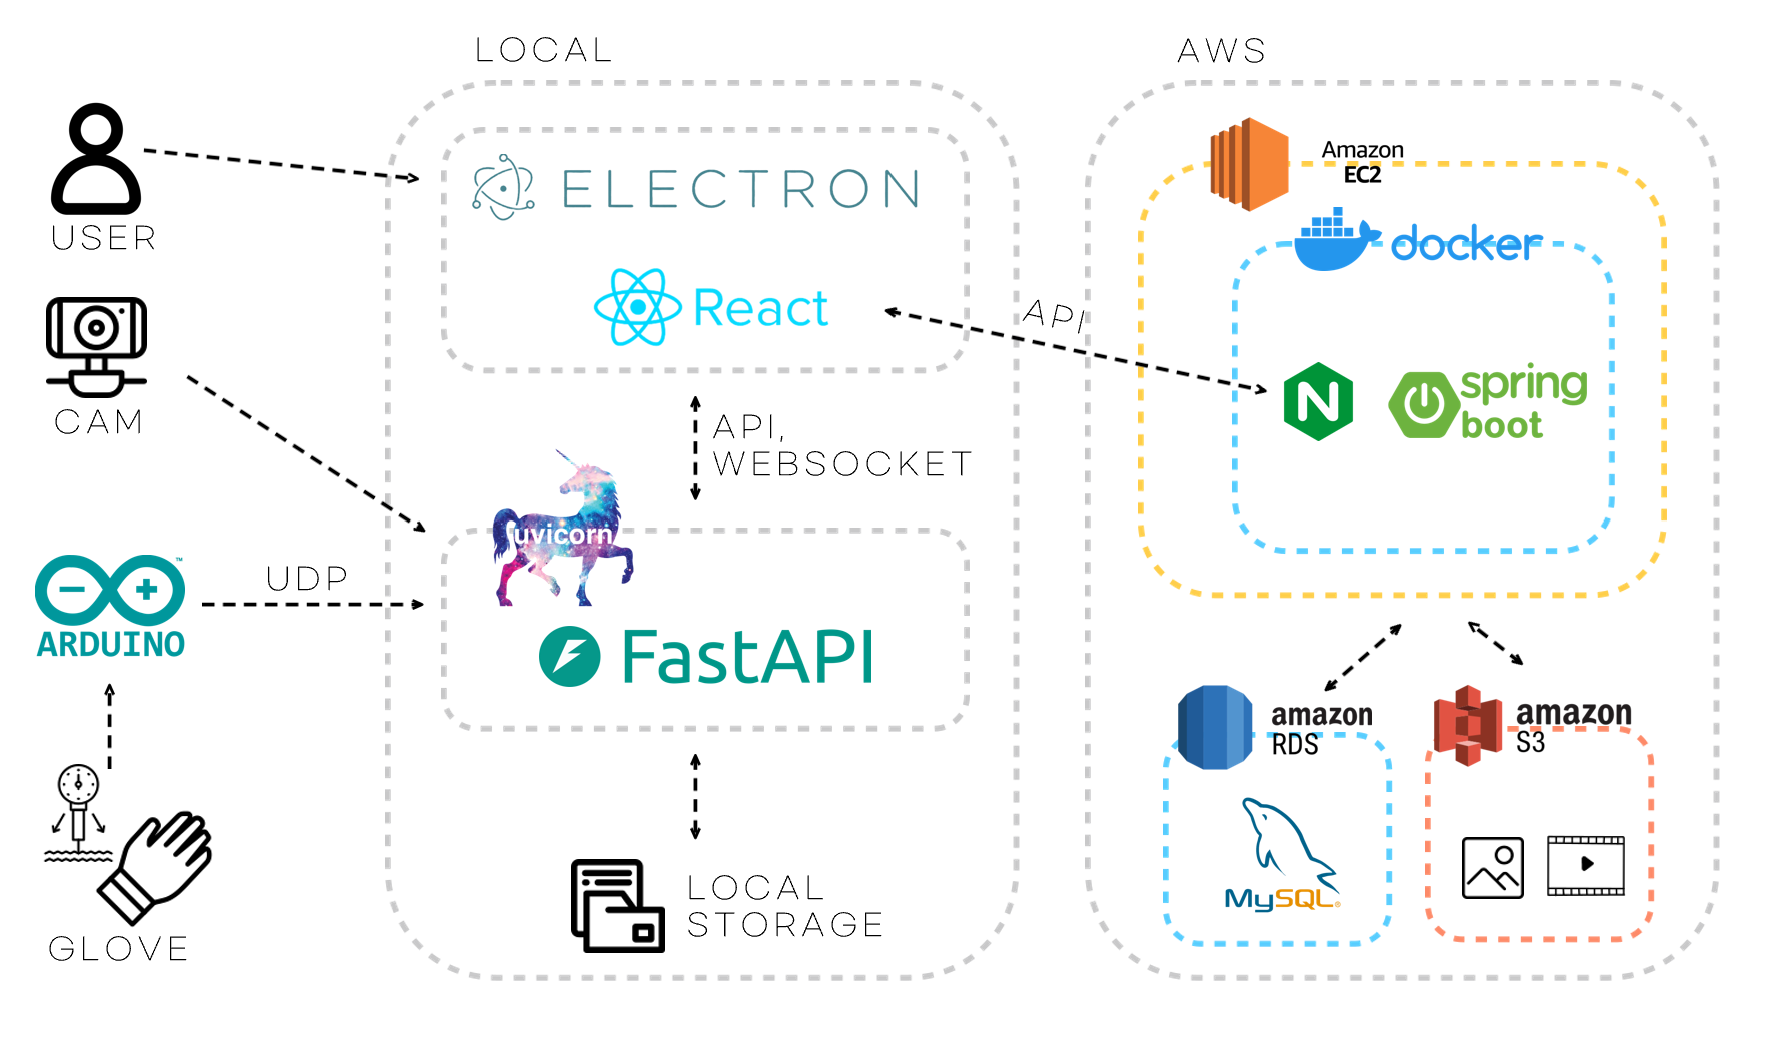 LOCAL
AWS
USER
ELECTRON
React
Amazon
EC2
docker
API
N
spring
boot
CAM
API,
WEBSOCKET
uvicorn
UDP
ARDUINO
™
FastAPI
GLOVE
LOCAL
STORAGE
amazon
RDS
MySQL®
amazon
S3